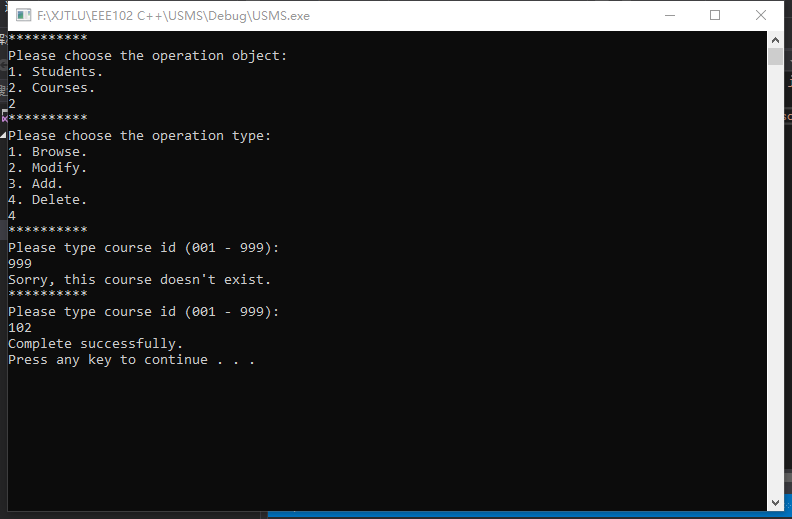 F:\XJTLU\EEE102 C++\USMS\Debug\USMS.exe
**********
Please choose the operation object:
1. Students.
2. Courses.
2
**********
Please choose the operation type:
1. Browse.
2. Modify.
3. Add.
4. Delete.
4
**********
Please type course id (001 - 999):
999
Sorry, this course doesn't exist.
**********
Please type course id (001 - 999):
102
Complete successfully.
Press any key to continue . . .